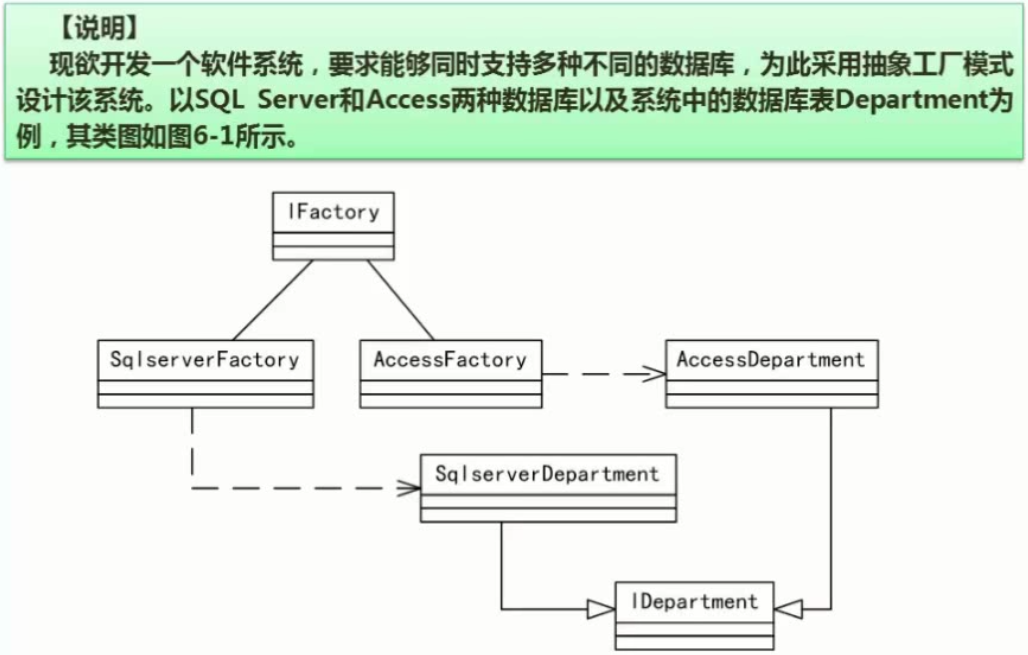 【说明】
现欲开发一个软件系统，要求能够同时支持多种不同的数据库，为此采用抽象工厂模式
设计该系统。以SQL Server和Access两种数据库以及系统中的数据库表Department为
例，其类图如图6-1所示。
IFactory
SqlserverFactory
AccessFactory
AccessDepartment
SqlserverDepartment
IDepartment